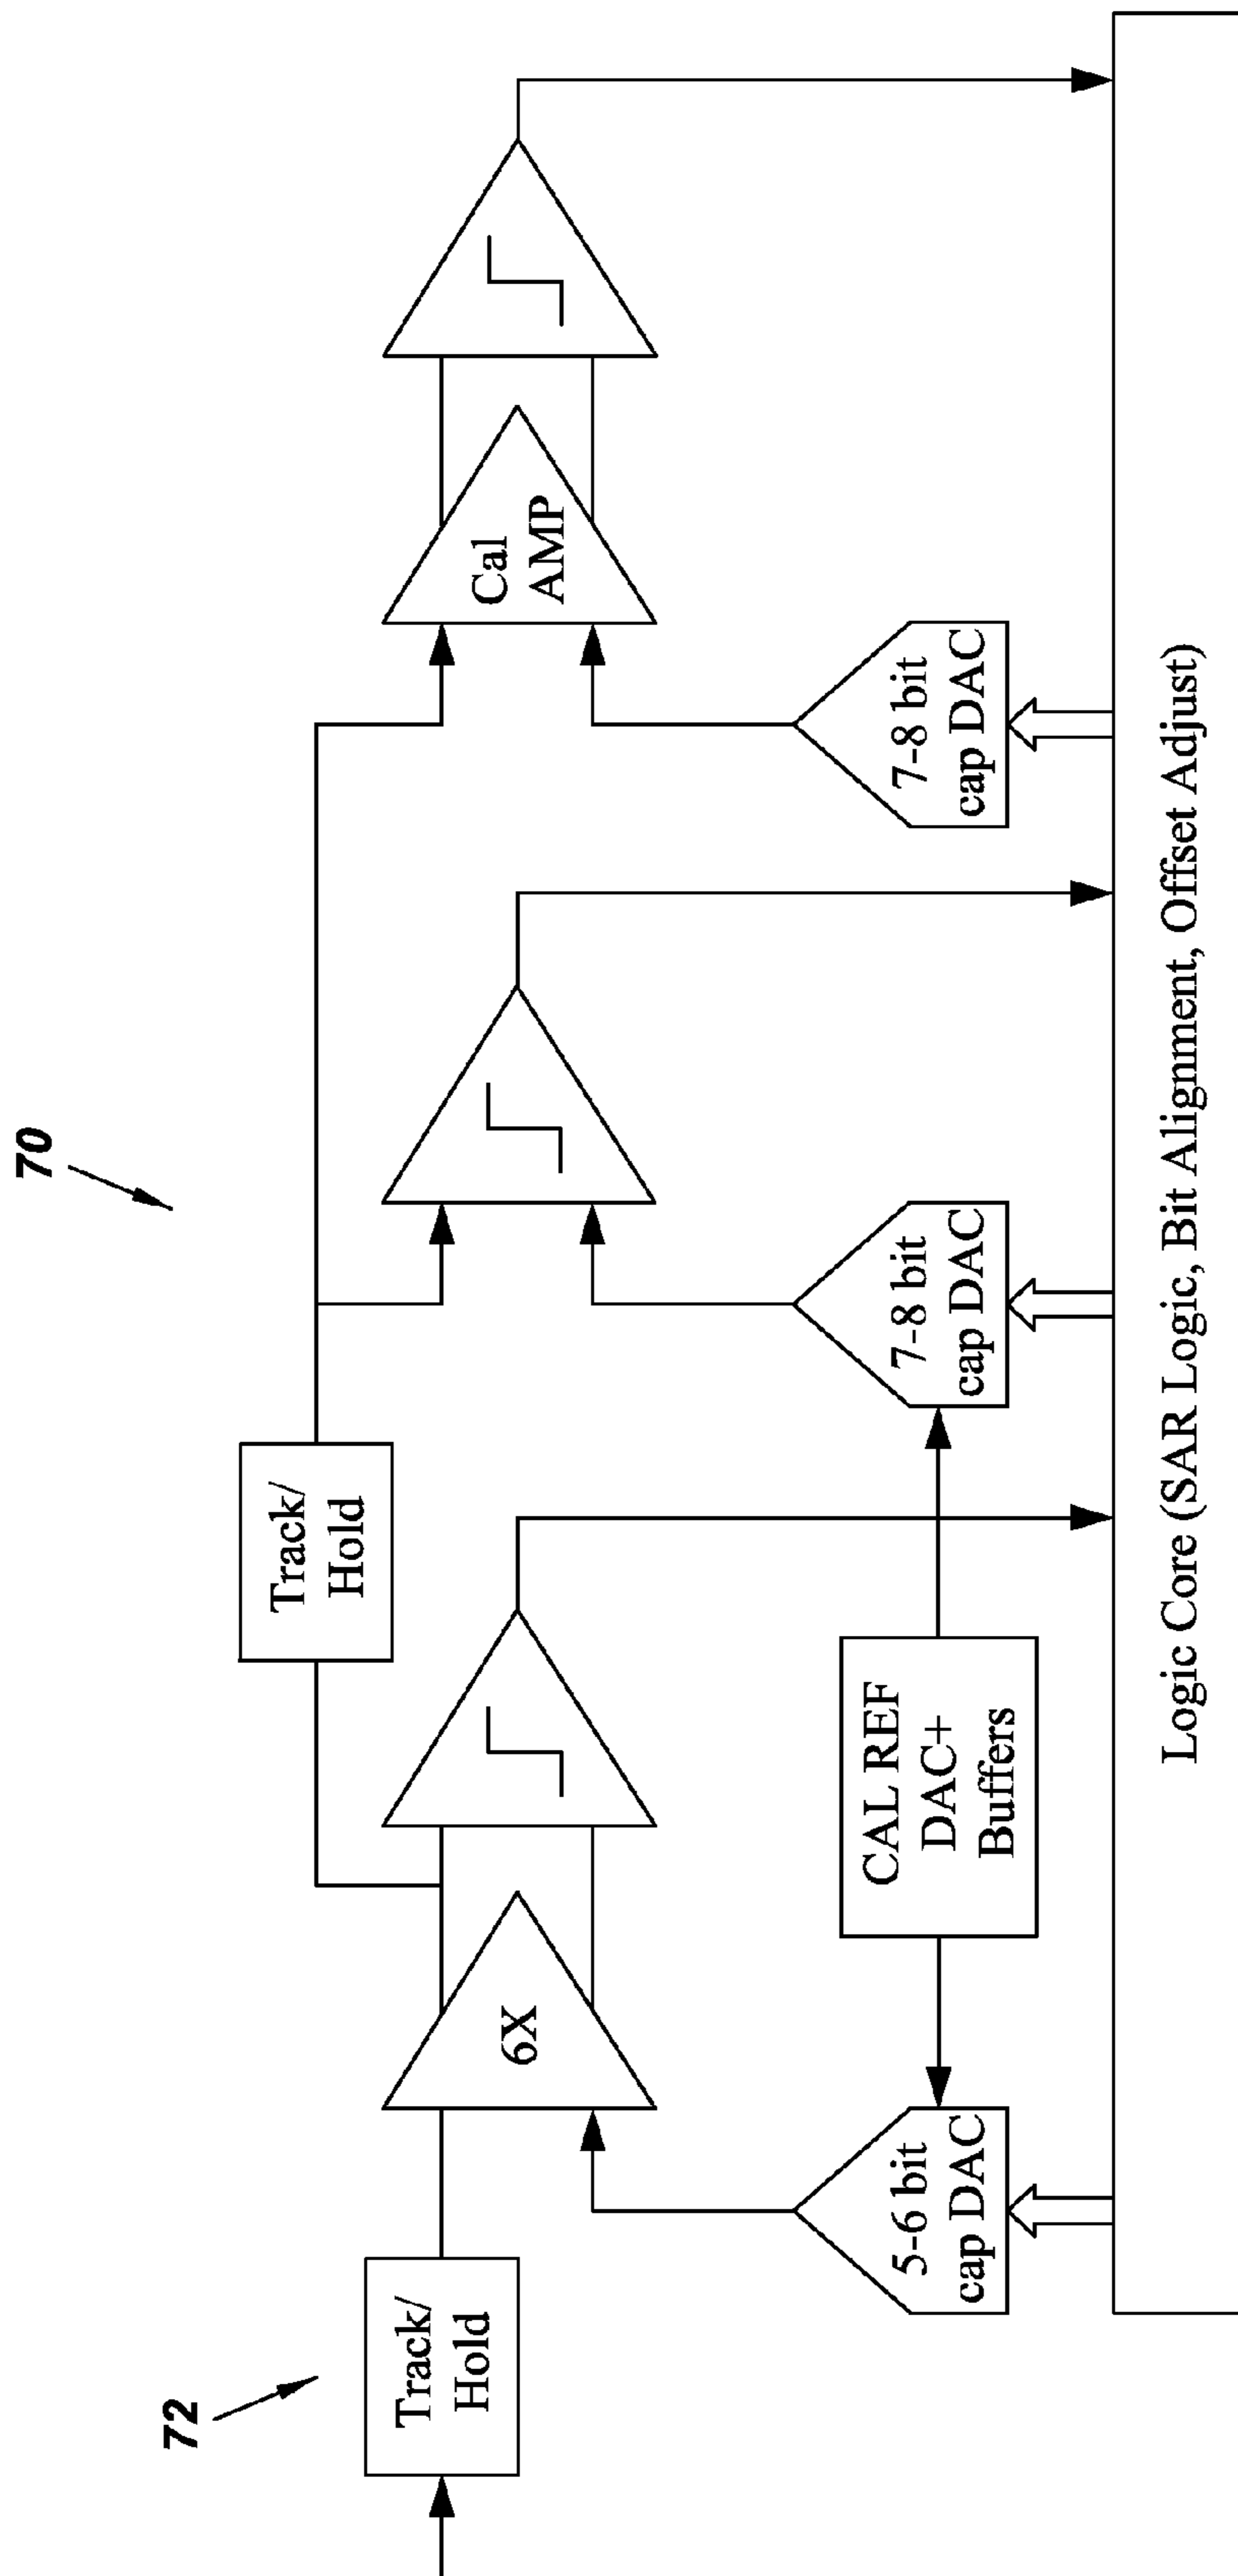 70
72
Track/
Hold
6X
Track/
Hold
Cal
AMP
5-6 bit
cap DAC
CAL REF
DAC+
Buffers
7-8 bit
cap DAC
7-8 bit
cap DAC
Logic Core (SAR Logic, Bit Alignment, Offset Adjust)